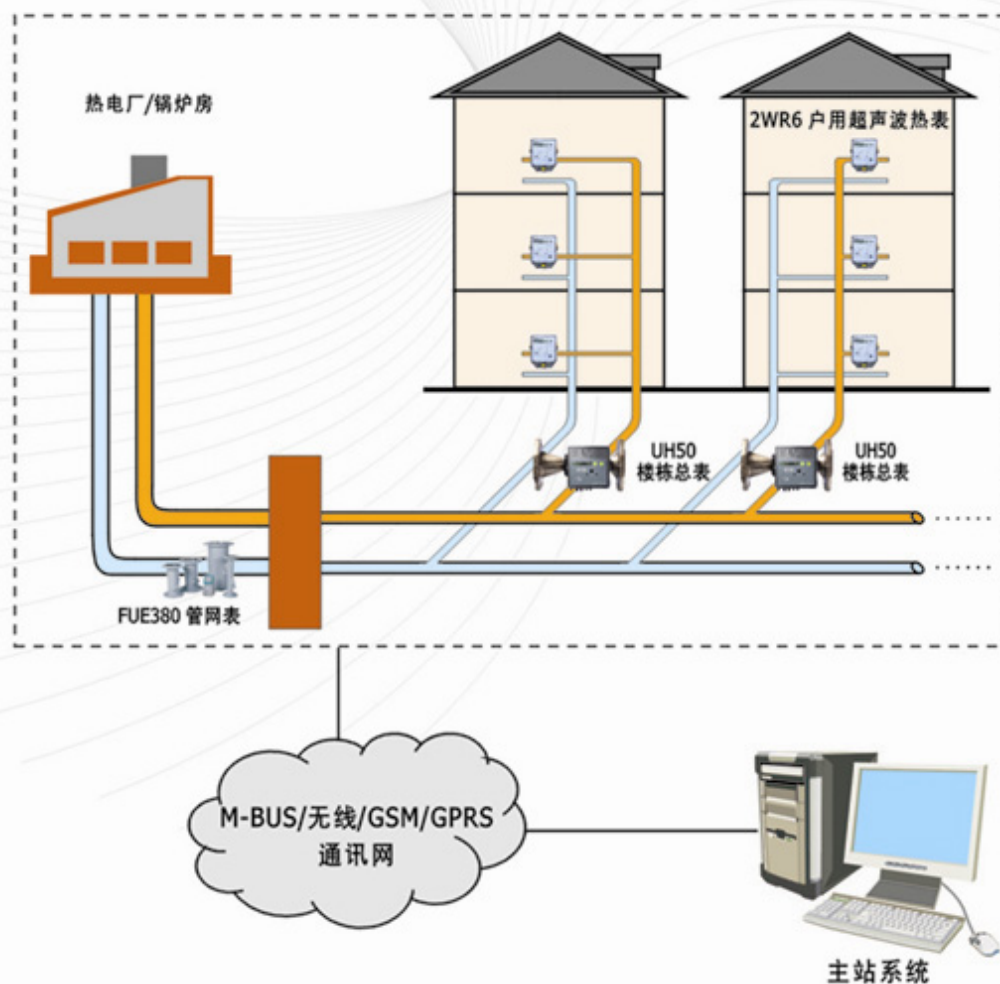 热电厂/锅炉房
2WR6 户用超声波热表
UH50
楼栋总表
UH50
楼栋总表
FUE380 管网表
M-BUS/无线/GSM/GPRS
通讯网
主站系统